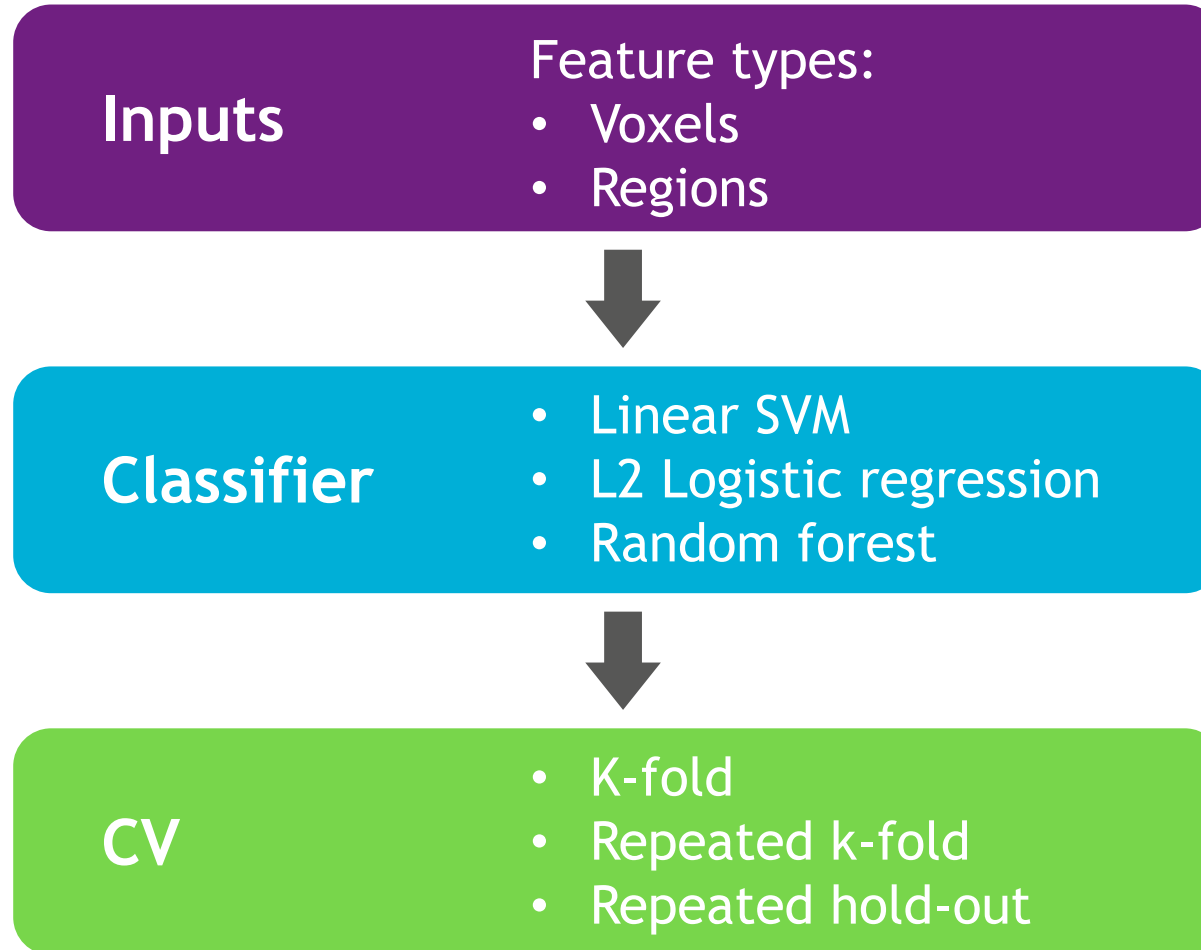 Inputs
Feature types:
• Voxels
• Regions
Classifier
• Linear SVM
• L2 Logistic regression
• Random forest
CV
• K-fold
• Repeated k-fold
• Repeated hold-out